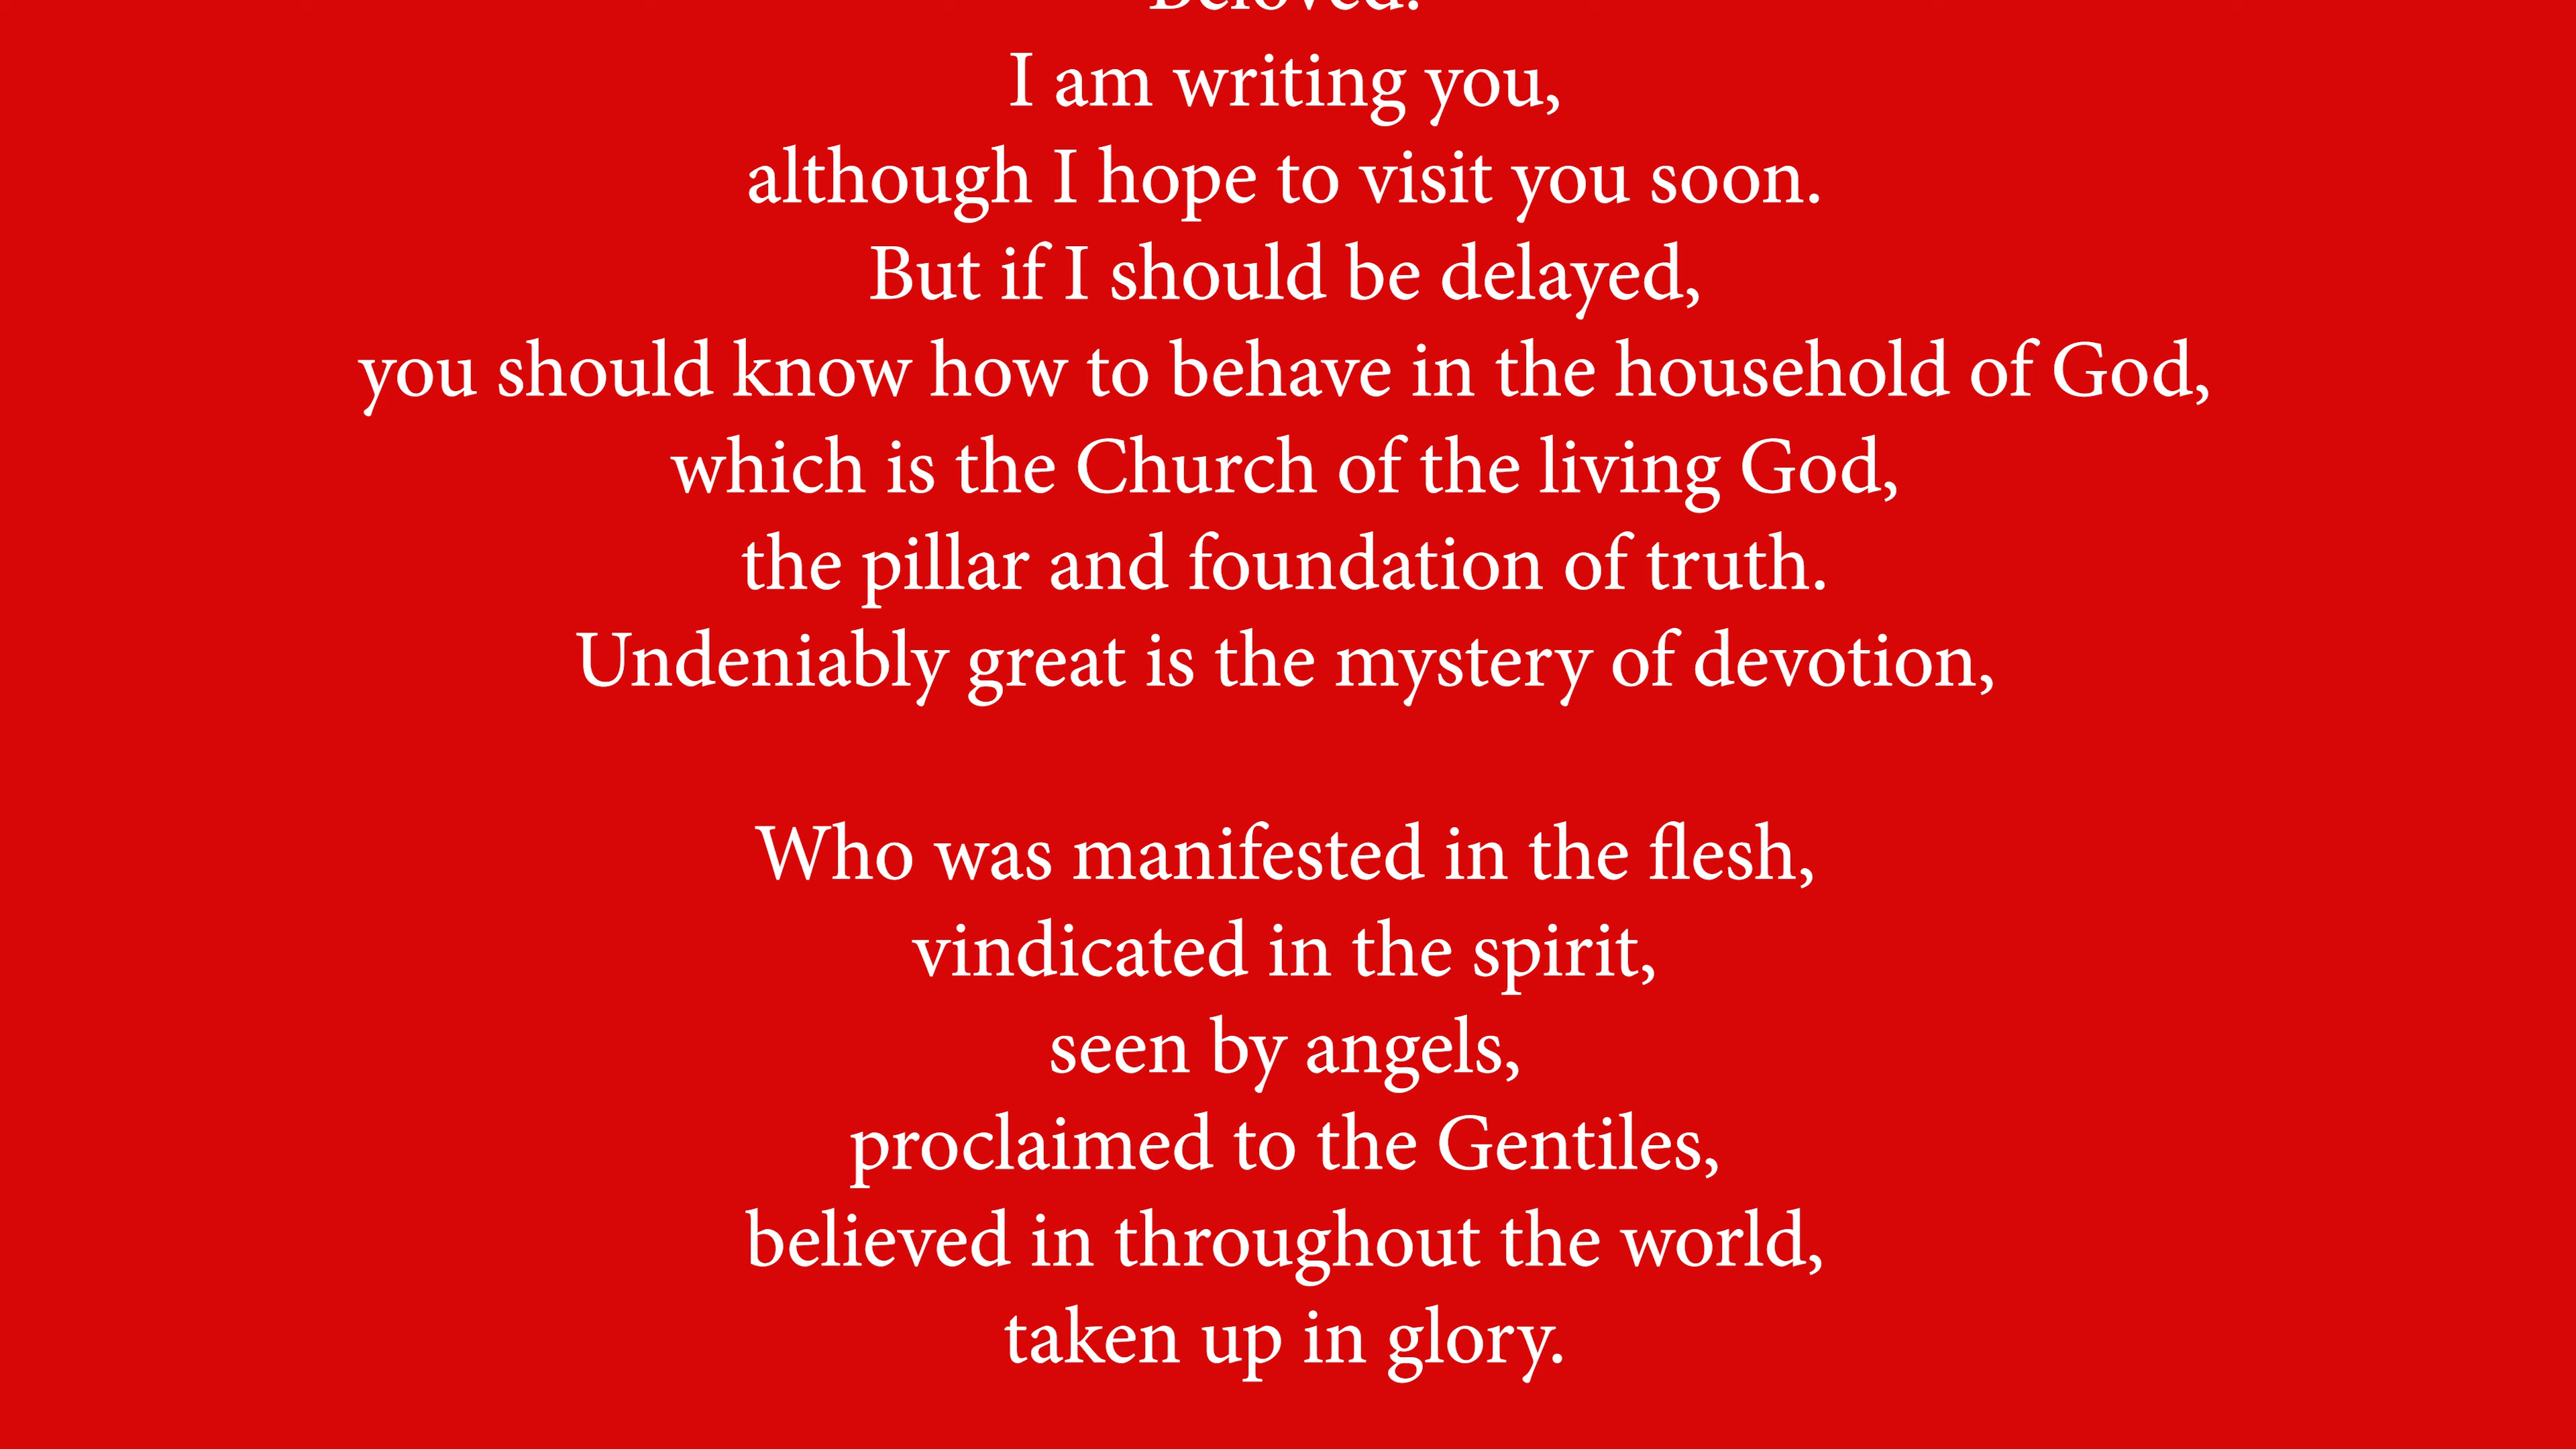 Beloved:
I am writing you,
although I hope to visit you soon.
But if I should be delayed,
you should know how to behave in the household of God,
which is the Church of the living God,
the pillar and foundation of truth.
Undeniably great is the mystery of devotion,
Who was manifested in the flesh,
vindicated in the spirit,
seen by angels,
proclaimed to the Gentiles,
believed in throughout the world,
taken up in glory.